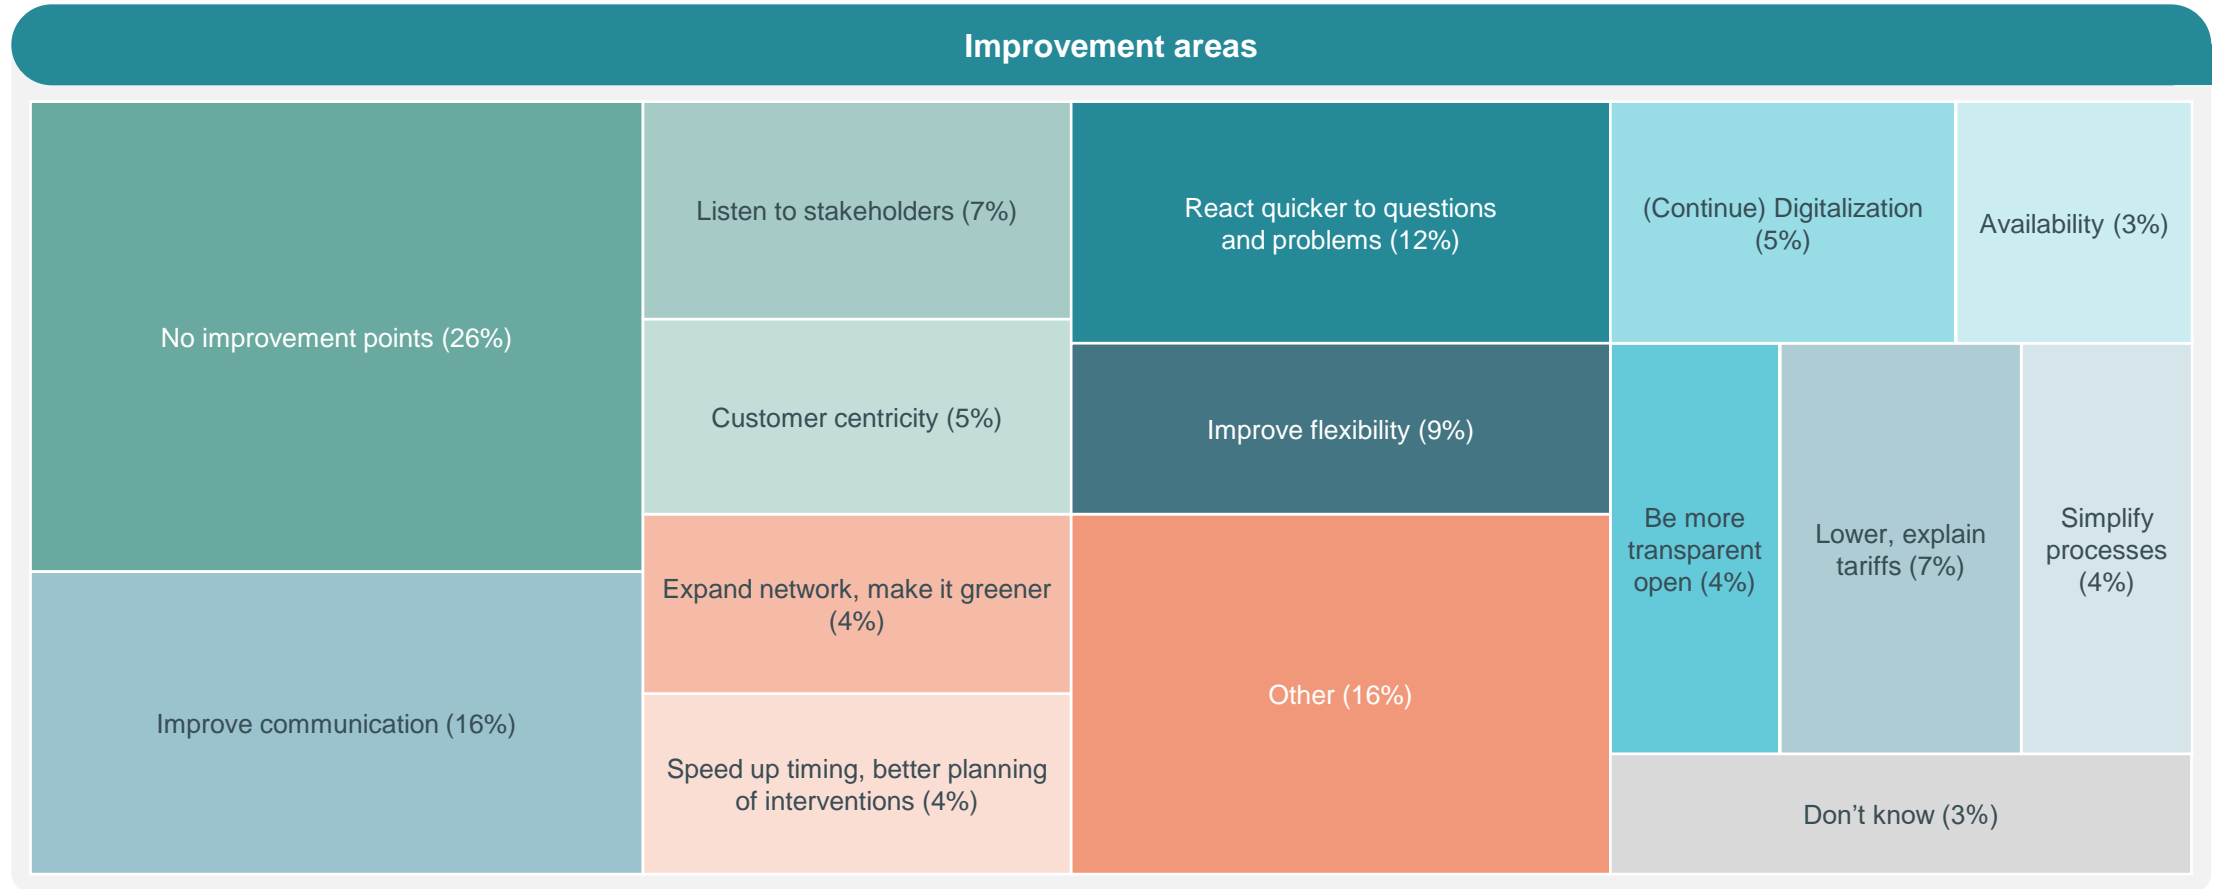 Improvement areas
No improvement points (26%)
Improve communication (16%)
Listen to stakeholders (7%)
Customer centricity (5%)
Expand network, make it greener
(4%)
Speed up timing, better planning
of interventions (4%)
React quicker to questions
and problems (12%)
Improve flexibility (9%)
Other (16%)
(Continue) Digitalization
(5%)
Availability (3%)
Be more
transparent
open (4%)
Lower, explain
tariffs (7%)
Simplify
processes
(4%)
Don’t know (3%)